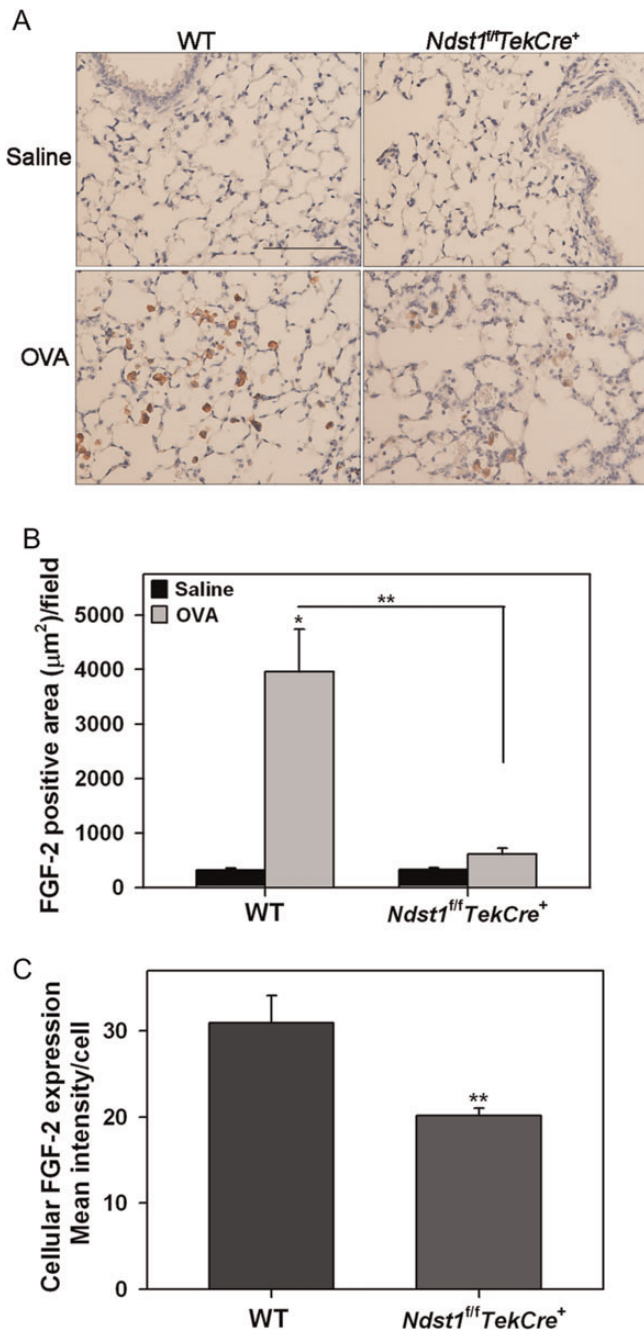 A
WT
Ndst1f/fTekCre+
Saline
OVA
B
Saline
OVA
**
*
5000
4000
3000
2000
1000
0
FGF-2 positive area (μm2)/field
WT
Ndst1f/fTekCre+
C
30
20
10
0
**
Cellular FGF-2 expression
Mean intensity/cell
WT
Ndst1f/fTekCre+